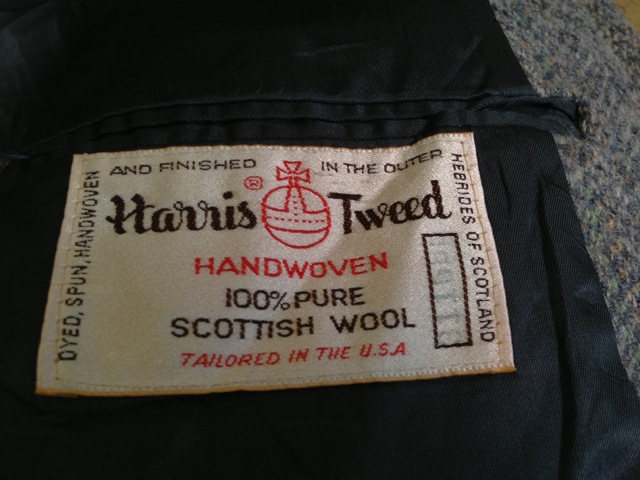 DYED, SPUN, HANDWOVEN
AND FINISHED
IN THE OUTER
HEBRIDES OF SCOTLAND
Harris ® Tweed
HANDWOVEN
100% PURE
SCOTTISH WOOL
TAILORED IN THE U.S.A